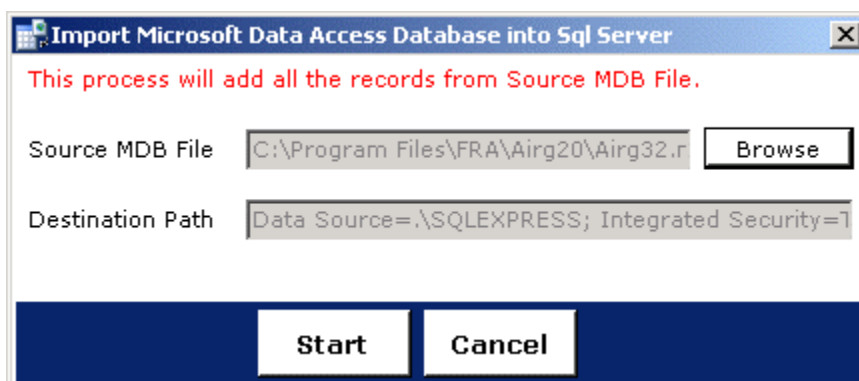 Import Microsoft Data Access Database into Sql Server
This process will add all the records from Source MDB File.
Source MDB File C:\Program Files\FRA\Airg20\Airg32.r Browse
Destination Path Data Source=.\SQLEXPRESS; Integrated Security=T
Start Cancel